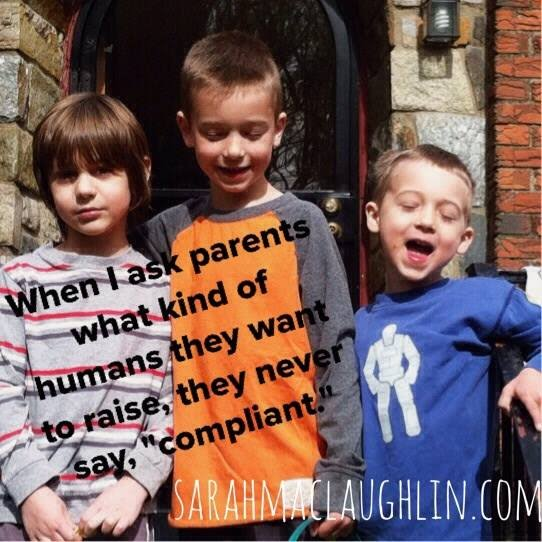 When I ask parents
what kind of
humans they want
to raise, they never
say, "compliant."
SARAHMACLAUGHLIN.COM